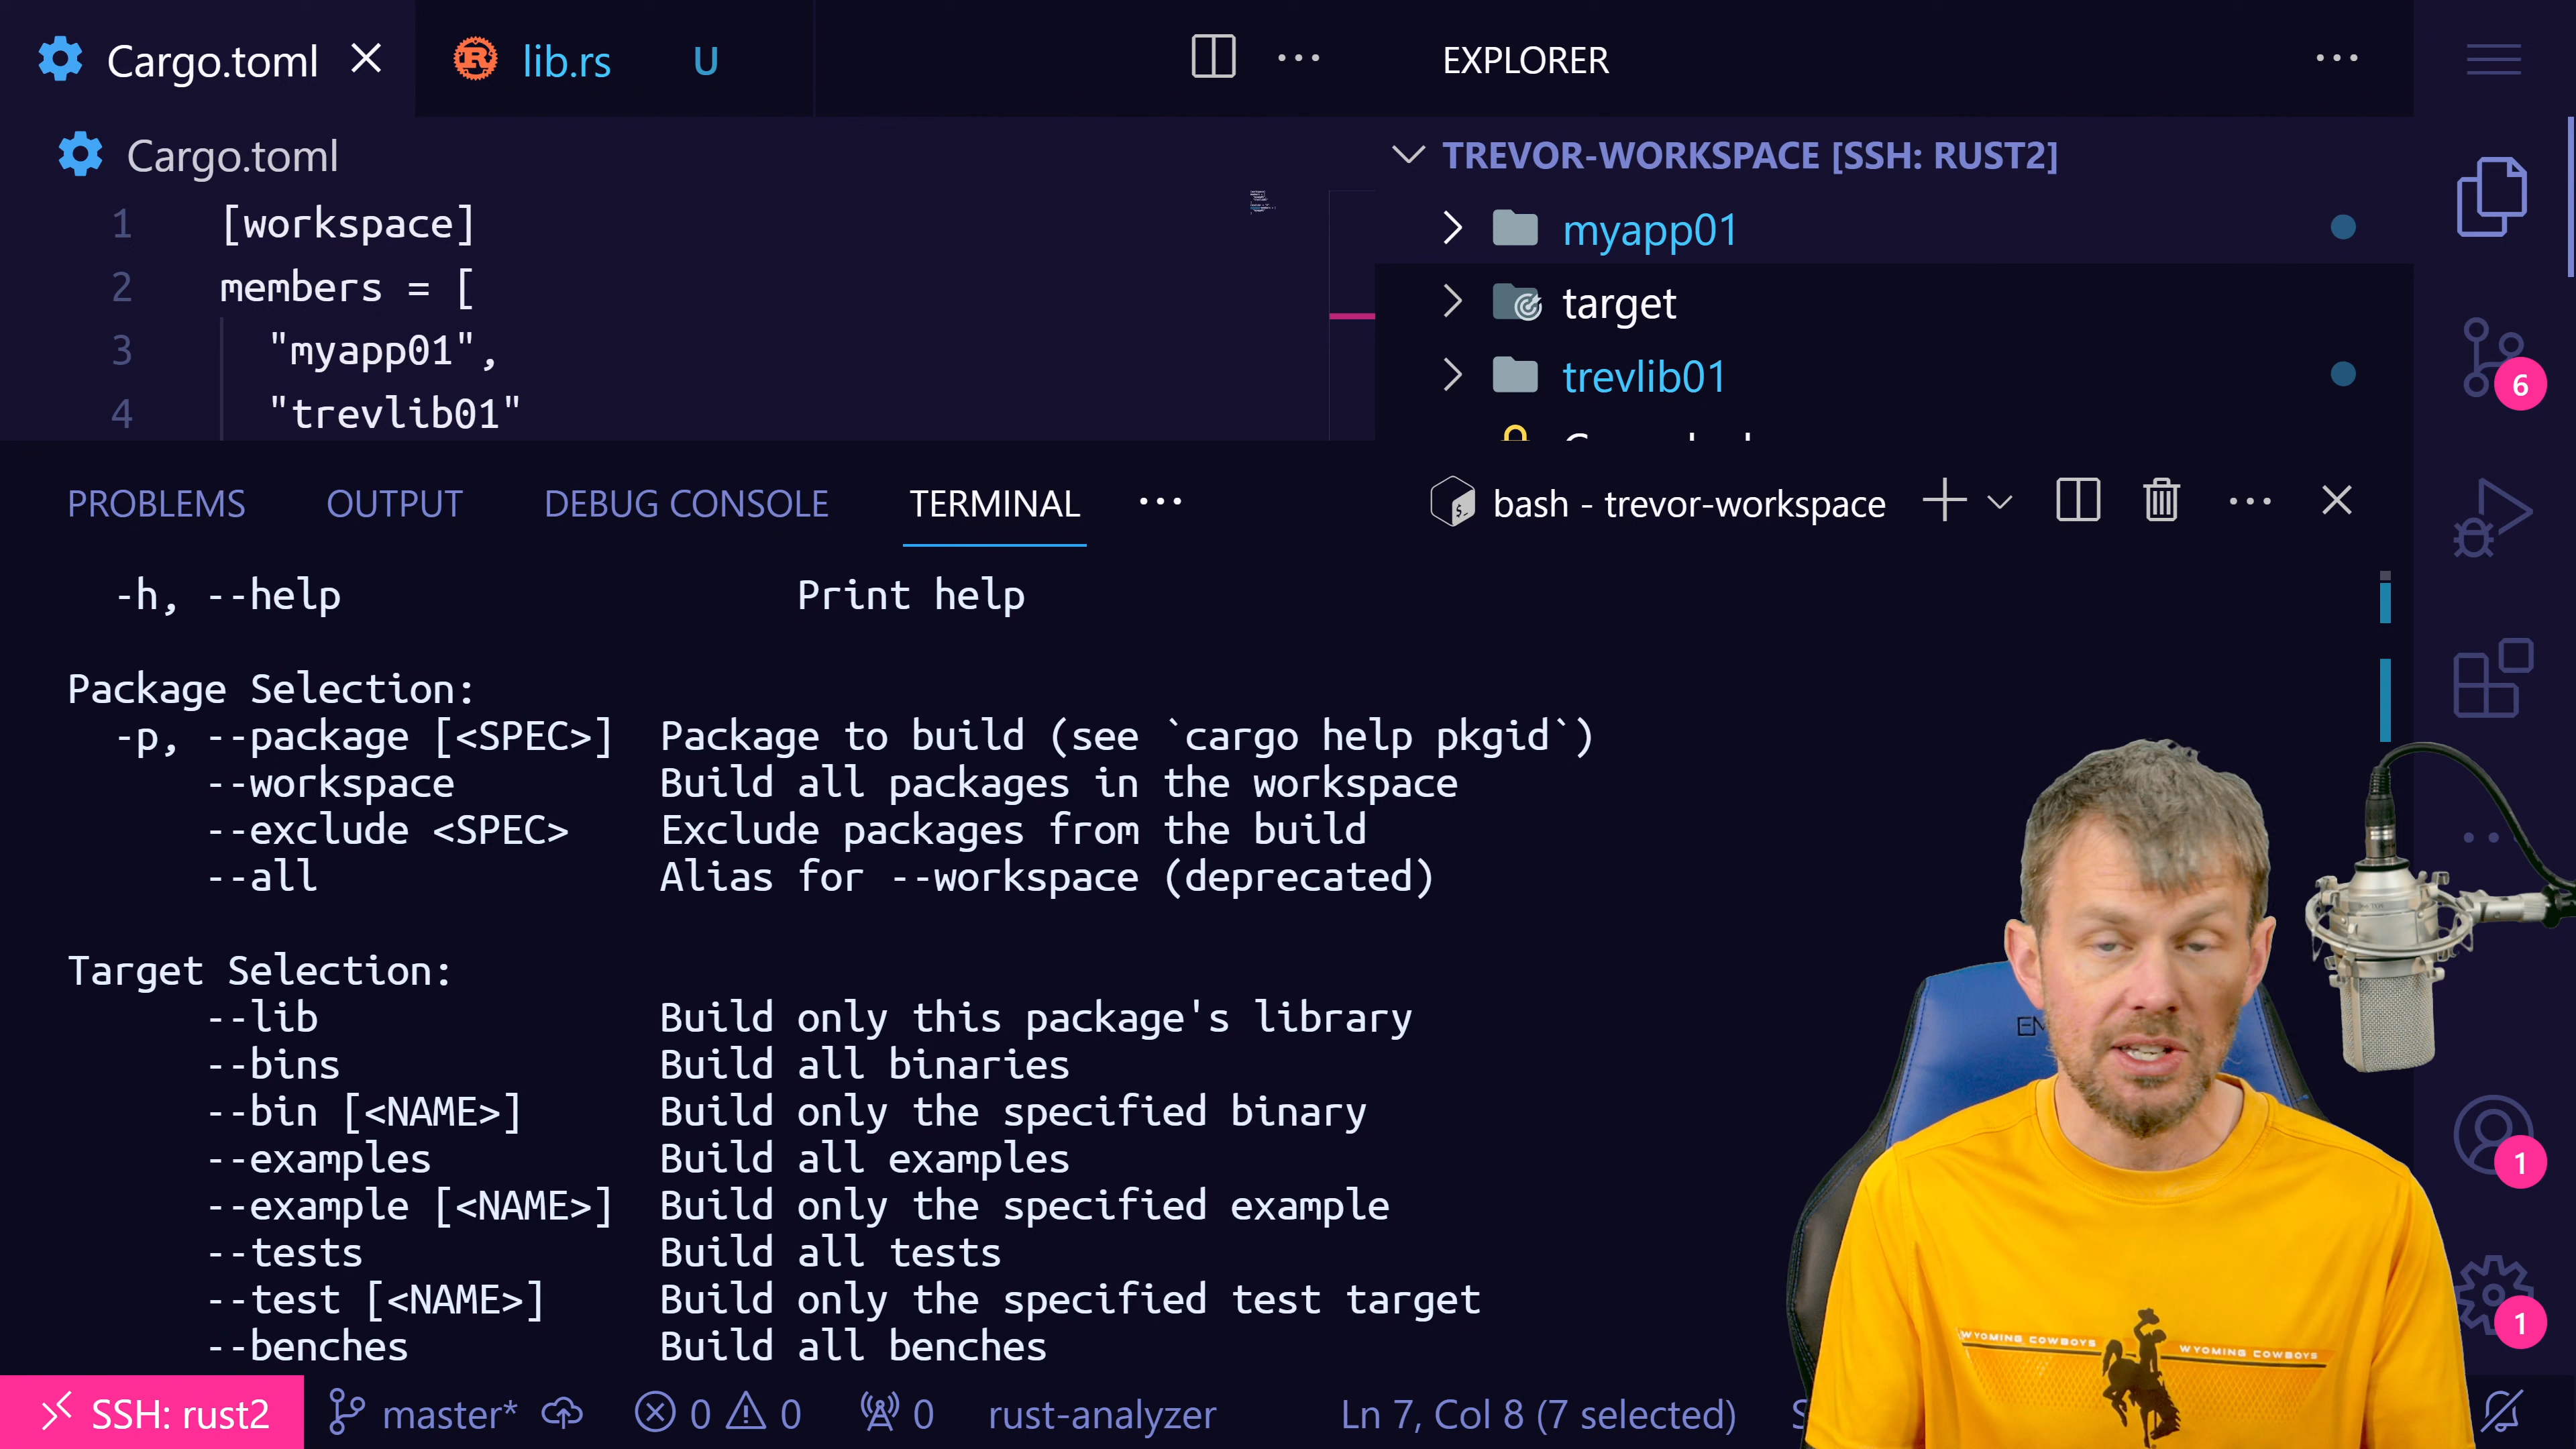 Cargo.toml
lib.rs U
EXPLORER
Cargo.toml
TREVOR-WORKSPACE [SSH: RUST2]
1 [workspace]
2 members = [
3 "myapp01",
4 "trevlib01"
myapp01
target
trevlib01
6
PROBLEMS OUTPUT DEBUG CONSOLE TERMINAL
bash - trevor-workspace
-h, --help Print help
Package Selection:
-p, --package [<SPEC>] Package to build (see `cargo help pkgid`)
--workspace Build all packages in the workspace
--exclude <SPEC> Exclude packages from the build
--all Alias for --workspace (deprecated)
Target Selection:
--lib Build only this package's library
--bins Build all binaries
--bin [<NAME>] Build only the specified binary
--examples Build all examples
--example [<NAME>] Build only the specified example
--tests Build all tests
--test [<NAME>] Build only the specified test target
--benches Build all benches
1
1
WYOMING COWBOYS WYOMING COWBOYS
SSH: rust2 master* 0 0 0 rust-analyzer Ln 7, Col 8 (7 selected)